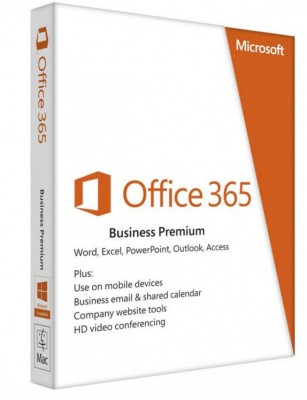 Microsoft
Office 365
Business Premium
Word, Excel, PowerPoint, Outlook, Access
Plus:
Use on mobile devices
Business email & shared calendar
Company website tools
HD video conferencing
Office 365
Business Premium
Mac